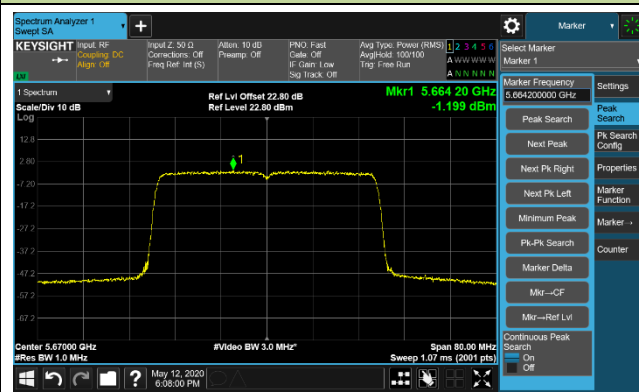 Spectrum Analyzer 1
Swept SA
+
Marker
KEYSIGHT
Input: RF
Coupling: DC
Align: Off
Input Z: 50 Ω
Corrections: Off
Freq Ref: Int (S)
Atten: 10 dB
Preamp: Off
PNO: Fast
Gate: Off
IF Gain: Low
Sig Track: Off
Avg Type: Power (RMS)
Avg|Hold: 100/100
Trig: Free Run
1 2 3 4 5 6
A W W W W W
A N N N N N
LVI
Select Marker
Marker 1
1 Spectrum
Scale/Div 10 dB
Log
Ref Lvl Offset 22.80 dB
Ref Level 22.80 dBm
Mkr1 5.664 20 GHz
-1.199 dBm
12.8
2.80
-7.20
-17.2
-27.2
-37.2
-47.2
-57.2
-67.2
1
Center 5.67000 GHz
#Res BW 1.0 MHz
#Video BW 3.0 MHz*
Span 80.00 MHz
Sweep 1.07 ms (2001 pts)
Marker Frequency
5.664200000 GHz
Peak Search
Next Peak
Next Pk Right
Next Pk Left
Minimum Peak
Pk-Pk Search
Marker Delta
Mkr→CF
Mkr→Ref Lvl
Continuous Peak
Search
On
Off
Settings
Peak
Search
Pk Search
Config
Properties
Marker
Function
Marker→
Counter
?
May 12, 2020
6:08:00 PM